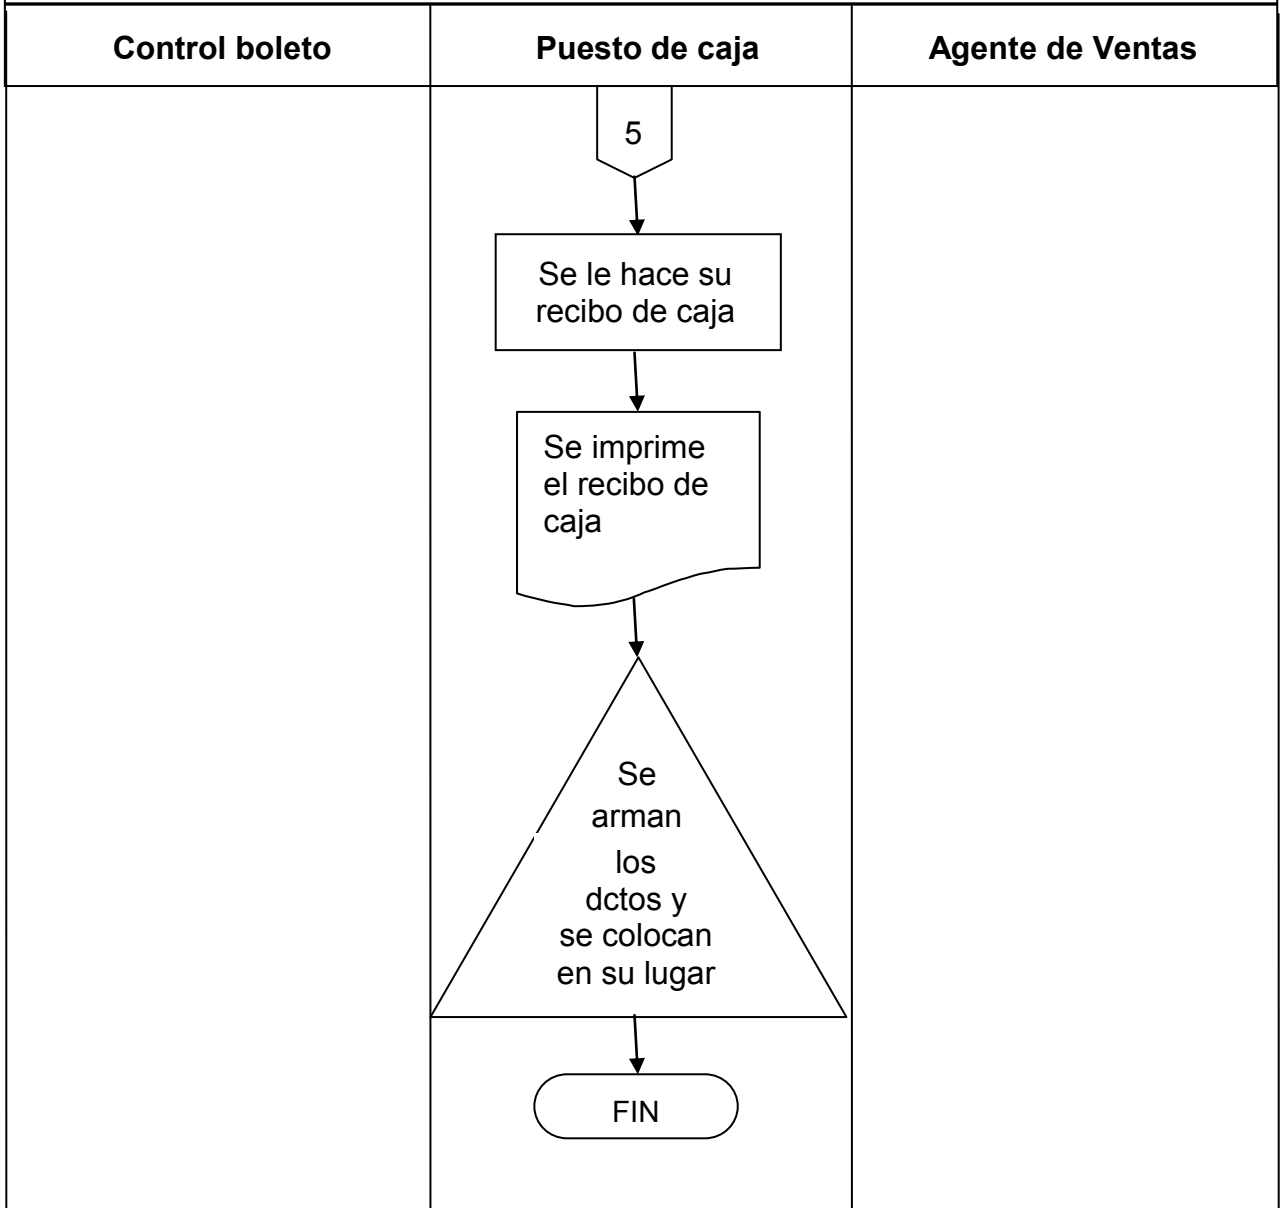 Control boleto
Puesto de caja
Agente de Ventas
5
Se le hace su
recibo de caja
Se imprime
el recibo de
caja
Se
arman
los
dctos y
se colocan
en su lugar
FIN